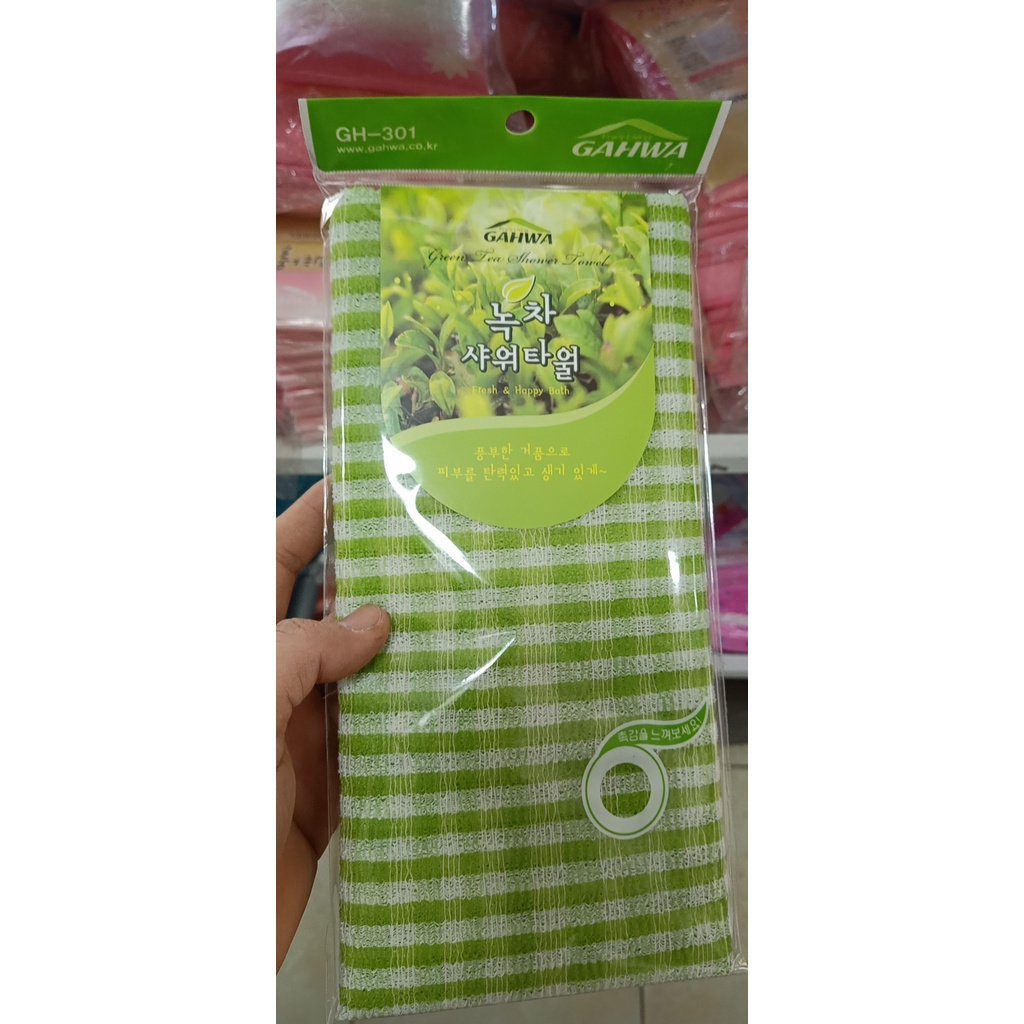 GH-301
www.gahwa.co.kr
GAHWA
GAHWA
Green Tea Shower Towel
녹차
샤워타월
Fresh & Happy Bath
풍부한 거품으로
피부를 탄력있고 생기 있게~
촉감을 느껴보세요!